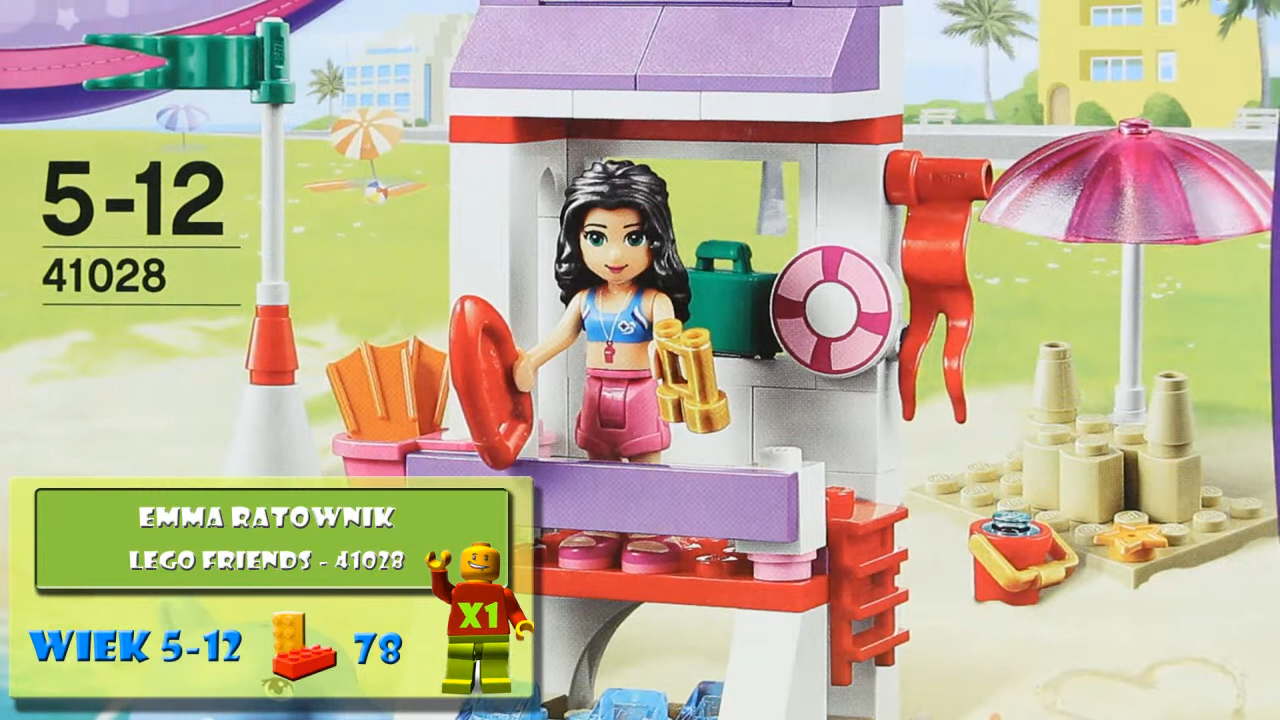 5-12
41028
EMMA RATOWNIK
LEGO FRIENDS - 41028
X1
WIEK 5-12
78